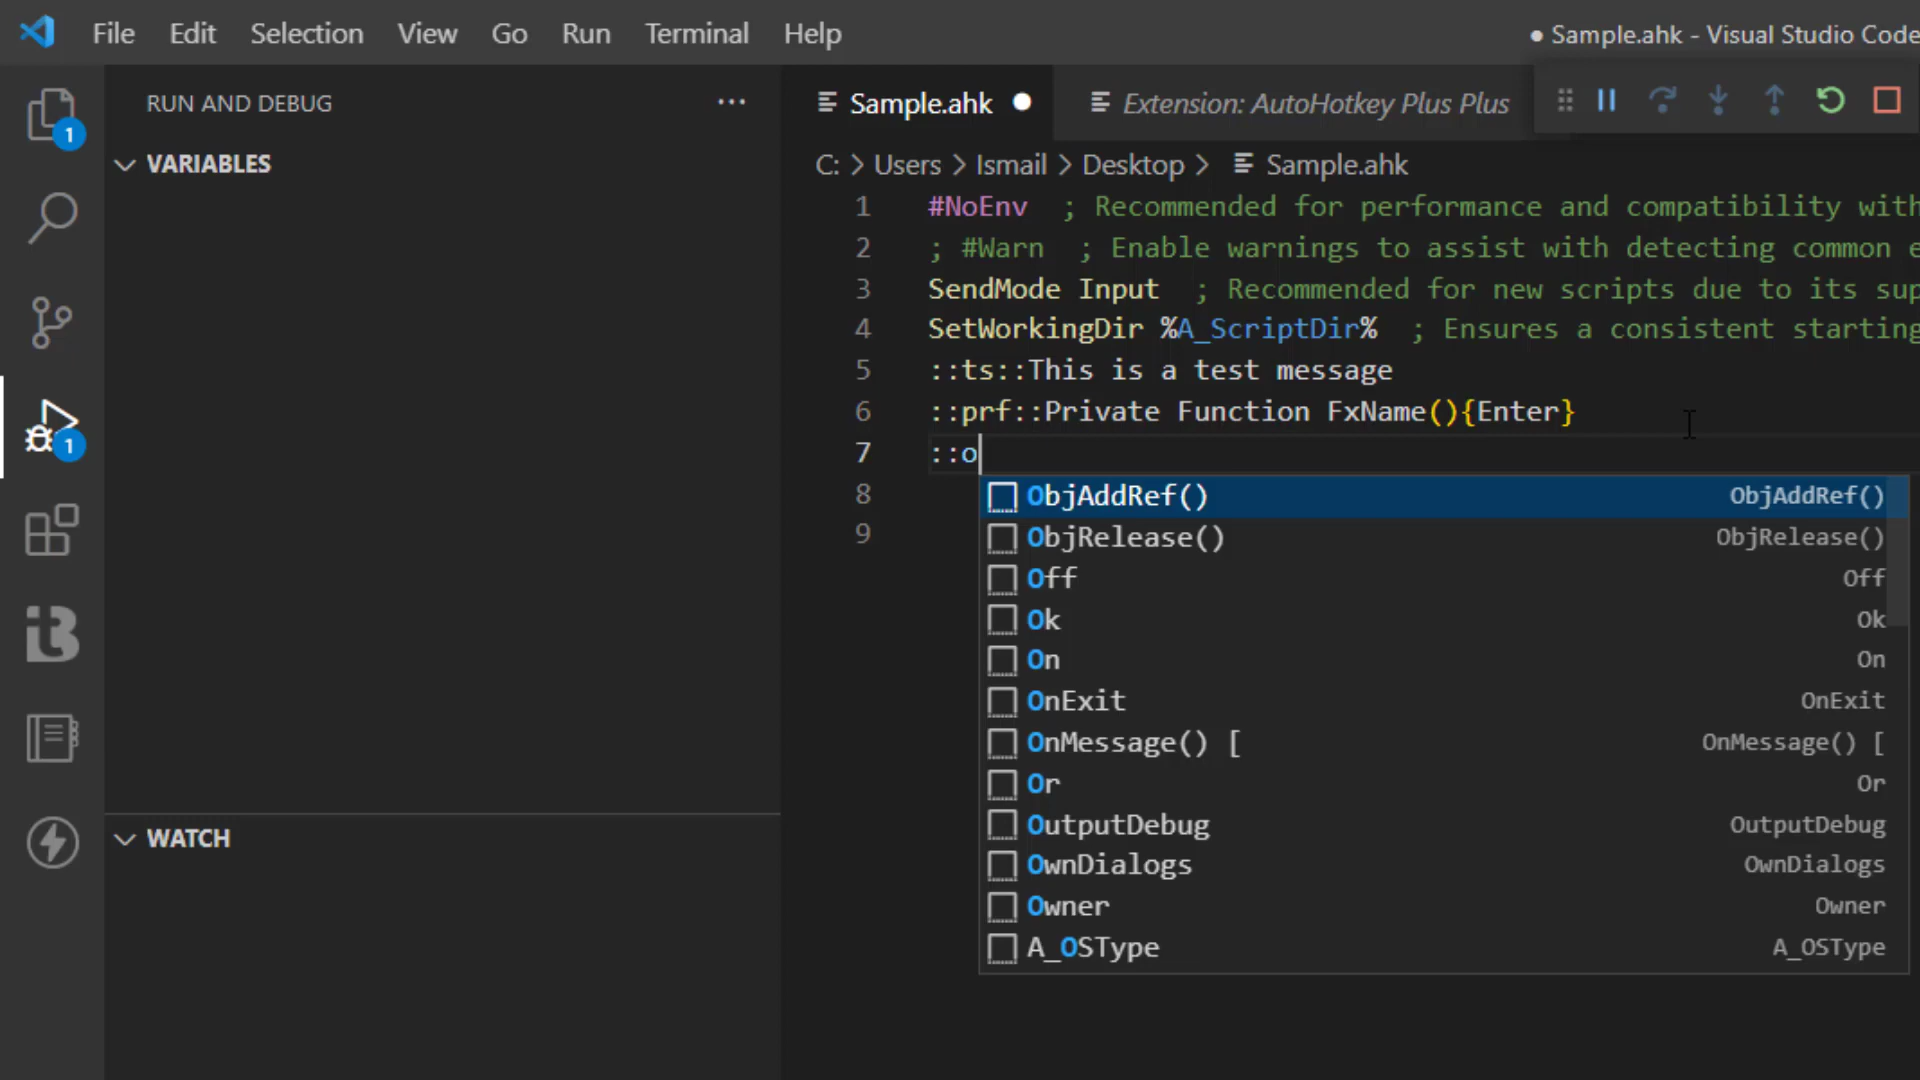 File Edit Selection View Go Run Terminal Help
● Sample.ahk - Visual Studio Code
RUN AND DEBUG ···
Sample.ahk ●
Extension: AutoHotkey Plus Plus
1
VARIABLES
C: > Users > Ismail > Desktop > Sample.ahk
1 #NoEnv  ; Recommended for performance and compatibility with
2 ; #Warn  ; Enable warnings to assist with detecting common e
3 SendMode Input  ; Recommended for new scripts due to its sup
4 SetWorkingDir %A_ScriptDir%  ; Ensures a consistent starting
5 ::ts::This is a test message
6 ::prf::Private Function FxName(){Enter}
1
7 ::o
8
9
ObjAddRef() ObjAddRef()
ObjRelease() ObjRelease()
Off Off
Ok Ok
On On
OnExit OnExit
OnMessage() [ OnMessage() [
Or Or
OutputDebug OutputDebug
OwnDialogs OwnDialogs
Owner Owner
A_OSType A_OSType
WATCH